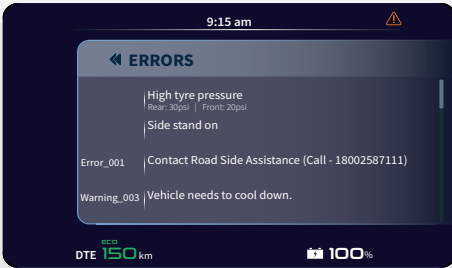 9:15 am
ERRORS
High tyre pressure
Rear: 30psi | Front: 20psi
Side stand on
Error_001 Contact Road Side Assistance (Call - 18002587111)
Warning_003 Vehicle needs to cool down.
ECO
DTE 150 km 100%